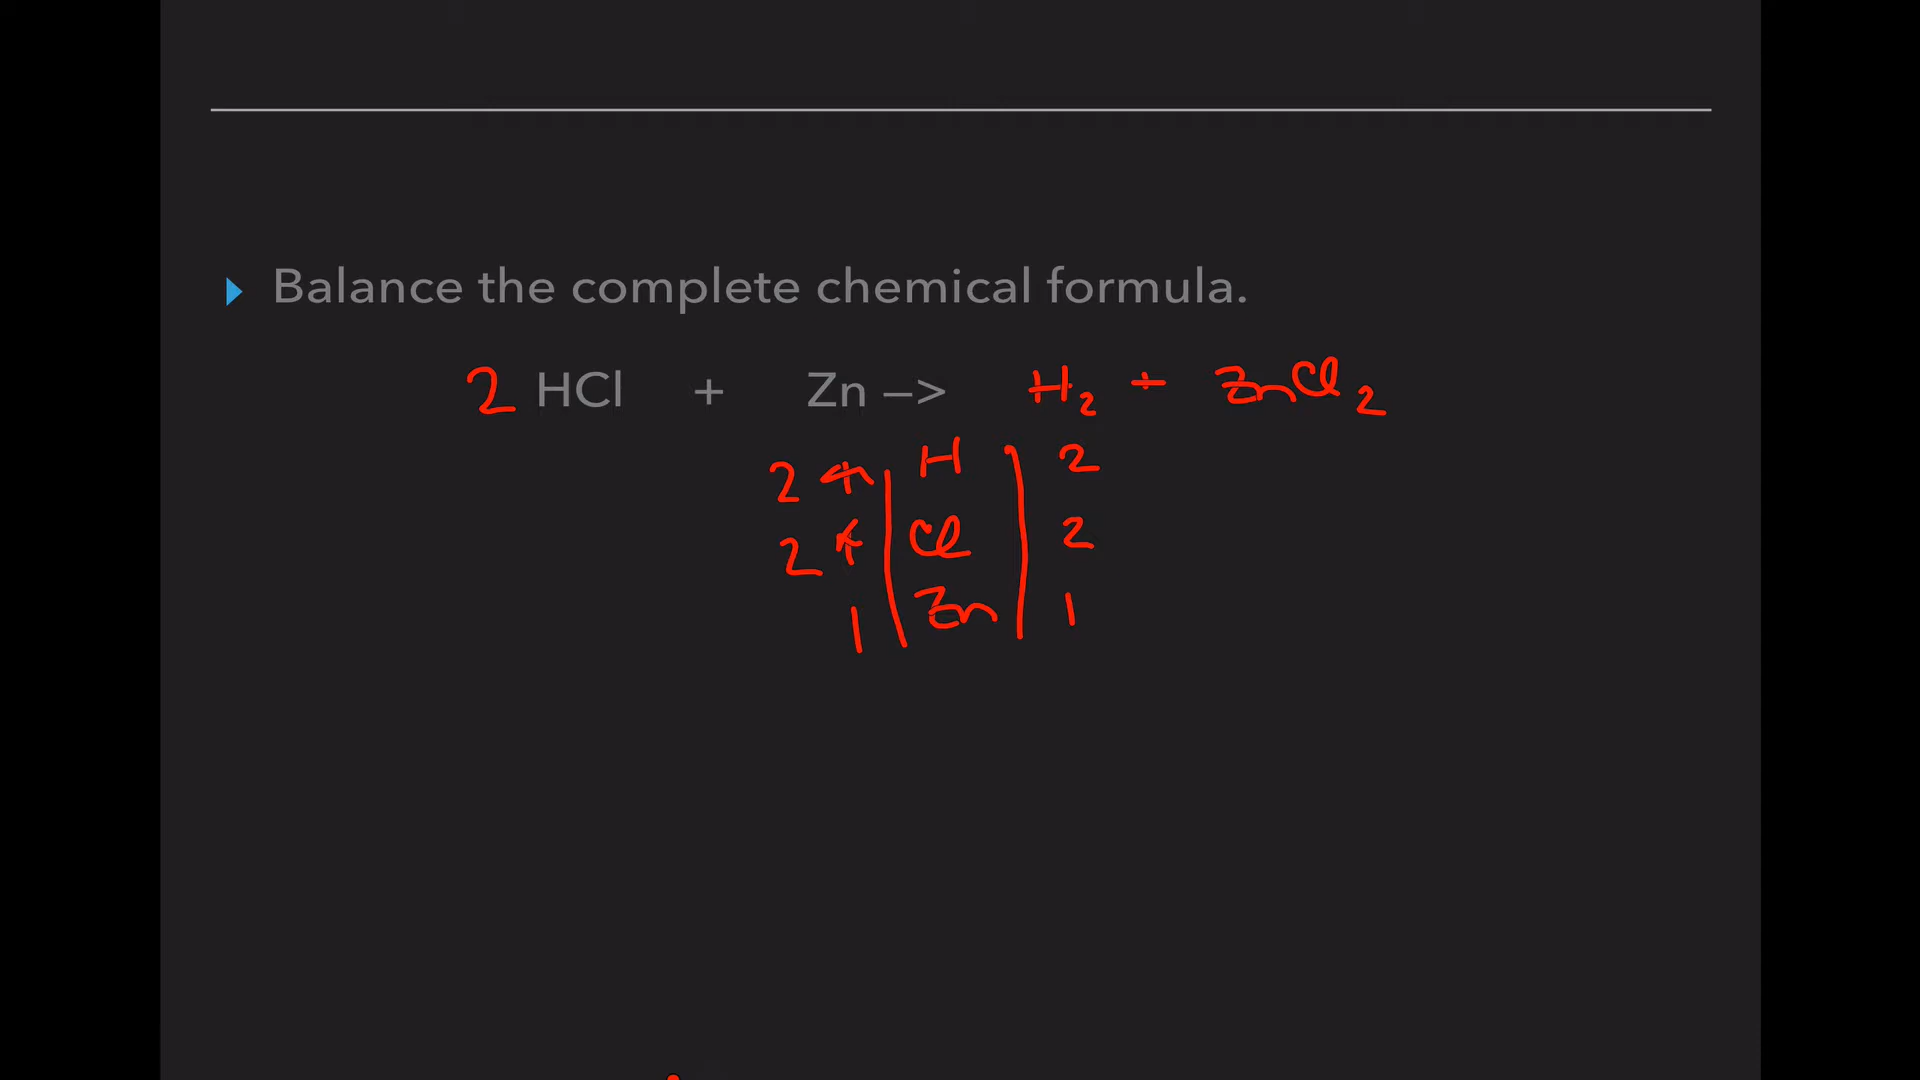 Balance the complete chemical formula.
2 HCl + Zn –> H₂ + ZnCl₂
2 H 2
2 Cl 2
1 Zn 1